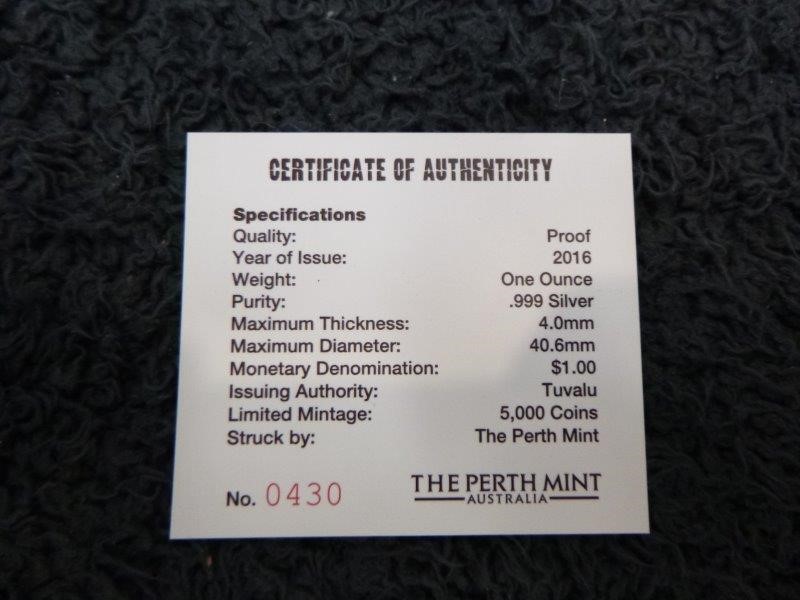 CERTIFICATE OF AUTHENTICITY
Specifications
Quality: Proof
Year of Issue: 2016
Weight: One Ounce
Purity: .999 Silver
Maximum Thickness: 4.0mm
Maximum Diameter: 40.6mm
Monetary Denomination: $1.00
Issuing Authority: Tuvalu
Limited Mintage: 5,000 Coins
Struck by: The Perth Mint
No. 0430
THE PERTH MINT
AUSTRALIA